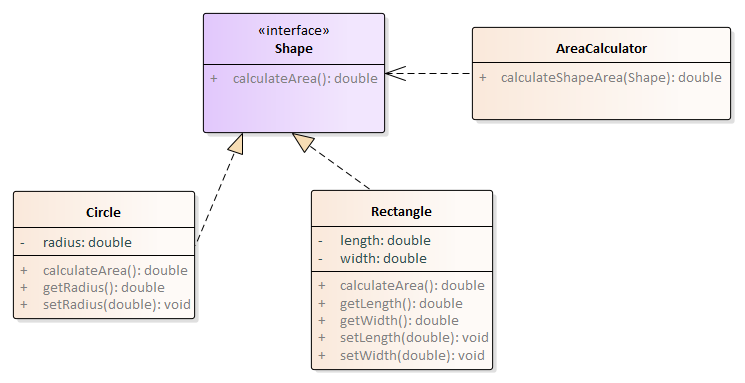 «interface»
Shape
+ calculateArea(): double
AreaCalculator
+ calculateShapeArea(Shape): double
Circle
- radius: double
+ calculateArea(): double
+ getRadius(): double
+ setRadius(double): void
Rectangle
- length: double
- width: double
+ calculateArea(): double
+ getLength(): double
+ getWidth(): double
+ setLength(double): void
+ setWidth(double): void